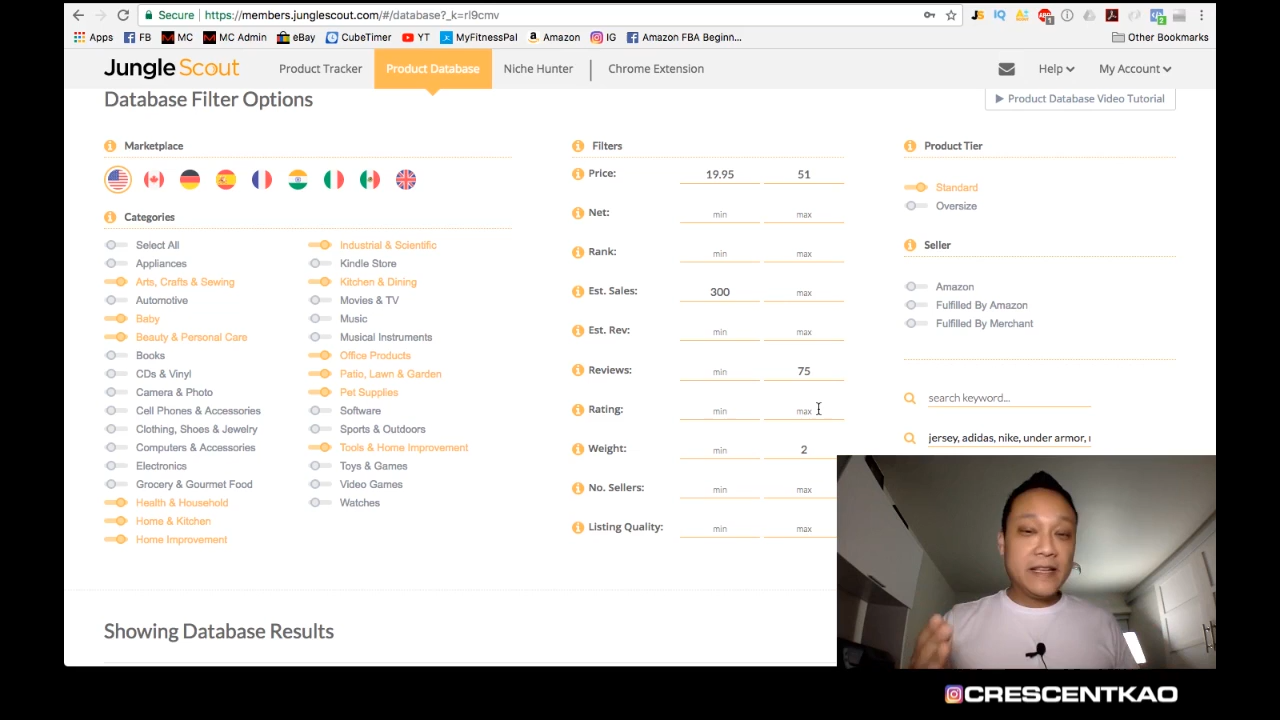 Secure https://members.junglescout.com/#/database?_k=rl9cmv
Apps FB MC MC Admin eBay CubeTimer YT MyFitnessPal Amazon IG Amazon FBA Beginn... Other Bookmarks
Jungle Scout Product Tracker Product Database Niche Hunter Chrome Extension Help My Account
Database Filter Options
Product Database Video Tutorial
Marketplace
Categories
Select All
Appliances
Arts, Crafts & Sewing
Automotive
Baby
Beauty & Personal Care
Books
CDs & Vinyl
Camera & Photo
Cell Phones & Accessories
Clothing, Shoes & Jewelry
Computers & Accessories
Electronics
Grocery & Gourmet Food
Health & Household
Home & Kitchen
Home Improvement
Industrial & Scientific
Kindle Store
Kitchen & Dining
Movies & TV
Music
Musical Instruments
Office Products
Patio, Lawn & Garden
Pet Supplies
Software
Sports & Outdoors
Tools & Home Improvement
Toys & Games
Video Games
Watches
Filters
Price: 19.95 51
Net: min max
Rank: min max
Est. Sales: 300 max
Est. Rev: min max
Reviews: min 75
Rating: min max
Weight: min 2
No. Sellers: min max
Listing Quality: min max
Product Tier
Standard
Oversize
Seller
Amazon
Fulfilled By Amazon
Fulfilled By Merchant
search keyword...
jersey, adidas, nike, under armor,
Showing Database Results
CRESCENTKAO